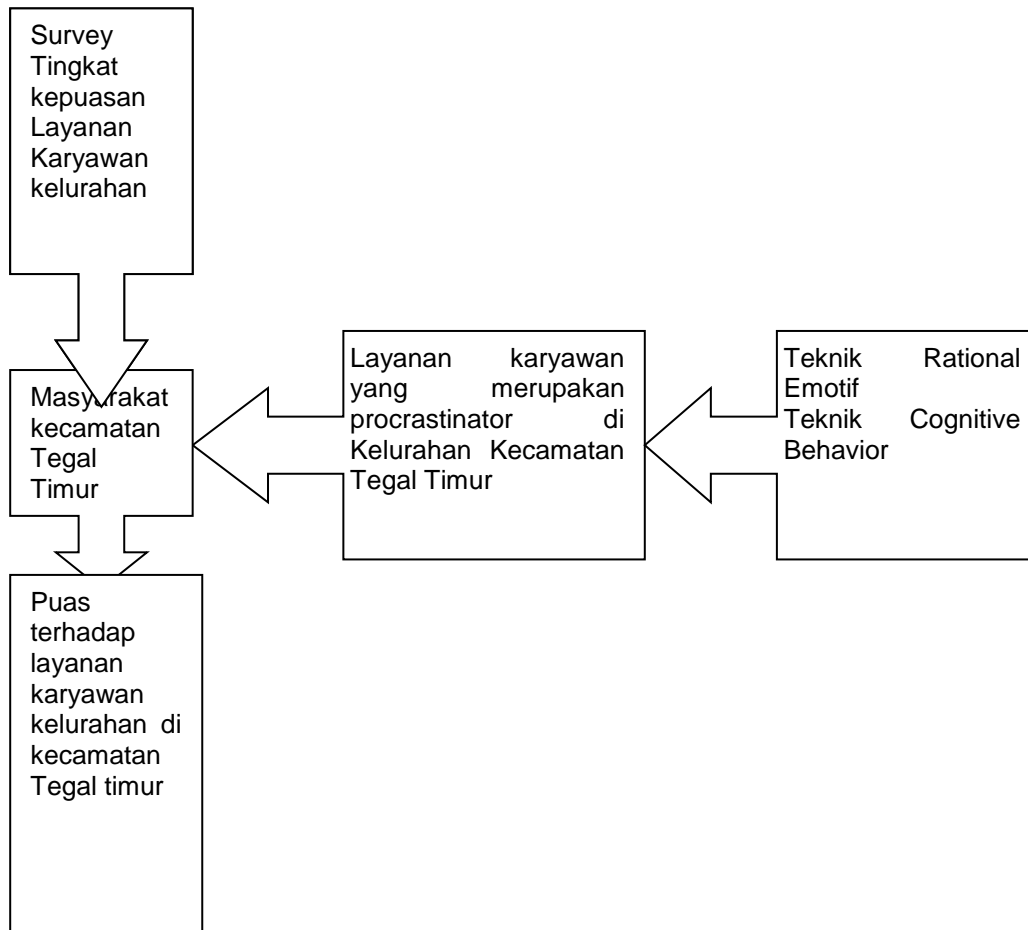 Survey
Tingkat
kepuasan
Layanan
Karyawan
kelurahan
Masyarakat
kecamatan
Tegal
Timur
Layanan karyawan
yang merupakan
procrastinator di
Kelurahan Kecamatan
Tegal Timur
Teknik Rational
Emotif
Teknik Cognitive
Behavior
Puas
terhadap
layanan
karyawan
kelurahan di
kecamatan
Tegal timur